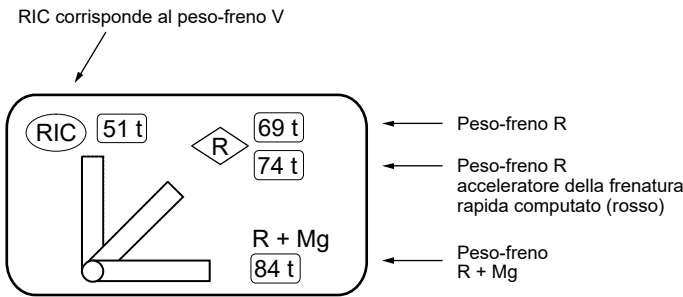 RIC corrisponde al peso-freno V
RIC 51 t
R
69 t
74 t
R + Mg
84 t
Peso-freno R
Peso-freno R
acceleratore della frenatura
rapida computato (rosso)
Peso-freno
R + Mg